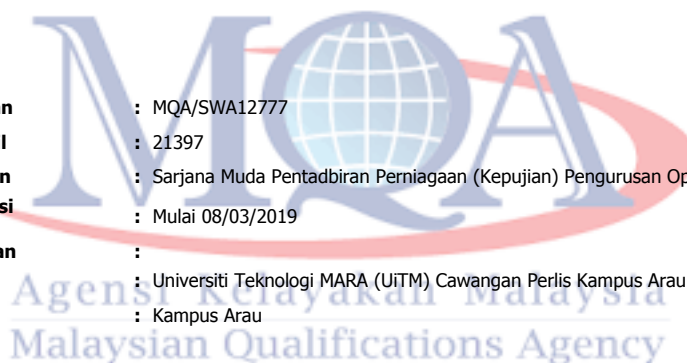 MQA
an : MQA/SWA12777
l : 21397
n : Sarjana Muda Pentadbiran Perniagaan (Kepujian) Pengurusan Op
si
: Mulai 08/03/2019
an :
: Universiti Teknologi MARA (UiTM) Cawangan Perlis Kampus Arau
: Kampus Arau
Agensi Kelayakan Malaysia
Malaysian Qualifications Agency